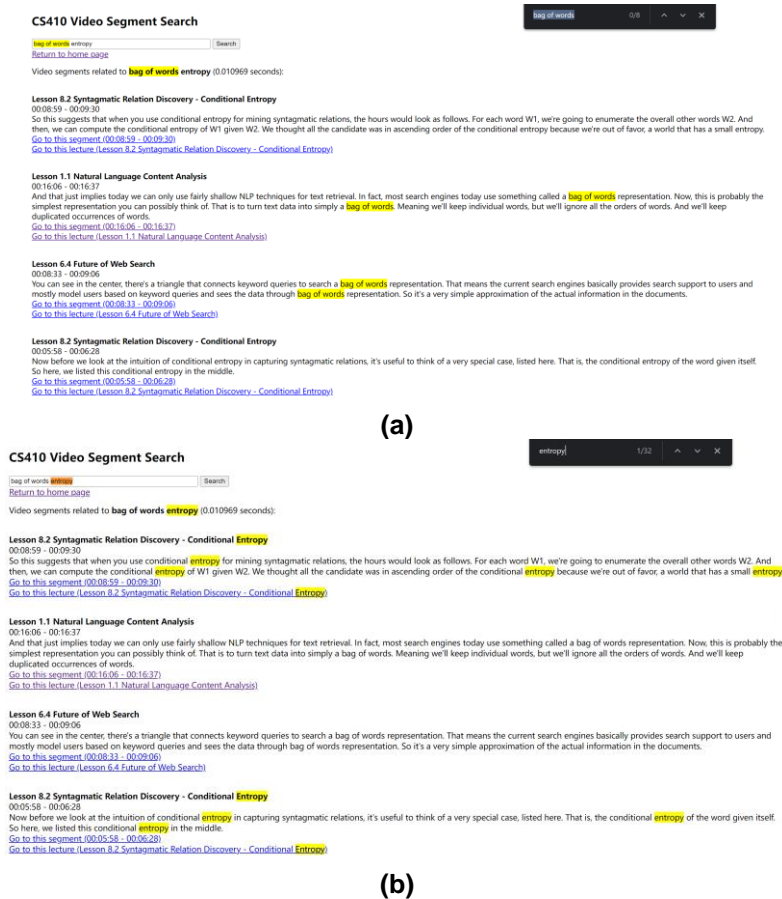 CS410 Video Segment Search
bag of words 0/8
bag of words entropy Search
Return to home page
Video segments related to bag of words entropy (0.010969 seconds):
Lesson 8.2 Syntagmatic Relation Discovery - Conditional Entropy
00:08:59 - 00:09:30
So this suggests that when you use conditional entropy for mining syntagmatic relations, the hours would look as follows. For each word W1, we're going to enumerate the overall other words W2. And
then, we can compute the conditional entropy of W1 given W2. We thought all the candidate was in ascending order of the conditional entropy because we're out of favor, a world that has a small entropy.
Go to this segment (00:08:59 - 00:09:30)
Go to this lecture (Lesson 8.2 Syntagmatic Relation Discovery - Conditional Entropy)
Lesson 1.1 Natural Language Content Analysis
00:16:06 - 00:16:37
And that just implies today we can only use fairly shallow NLP techniques for text retrieval. In fact, most search engines today use something called a bag of words representation. Now, this is probably the
simplest representation you can possibly think of. That is to turn text data into simply a bag of words. Meaning we'll keep individual words, but we'll ignore all the orders of words. And we'll keep
duplicated occurrences of words.
Go to this segment (00:16:06 - 00:16:37)
Go to this lecture (Lesson 1.1 Natural Language Content Analysis)
Lesson 6.4 Future of Web Search
00:08:33 - 00:09:06
You can see in the center, there's a triangle that connects keyword queries to search a bag of words representation. That means the current search engines basically provides search support to users and
mostly model users based on keyword queries and sees the data through bag of words representation. So it's a very simple approximation of the actual information in the documents.
Go to this segment (00:08:33 - 00:09:06)
Go to this lecture (Lesson 6.4 Future of Web Search)
Lesson 8.2 Syntagmatic Relation Discovery - Conditional Entropy
00:05:58 - 00:06:28
Now before we look at the intuition of conditional entropy in capturing syntagmatic relations, it's useful to think of a very special case, listed here. That is, the conditional entropy of the word given itself.
So here, we listed this conditional entropy in the middle.
Go to this segment (00:05:58 - 00:06:28)
Go to this lecture (Lesson 8.2 Syntagmatic Relation Discovery - Conditional Entropy)
(a)
CS410 Video Segment Search
entropy 1/32
bag of words entropy Search
Return to home page
Video segments related to bag of words entropy (0.010969 seconds):
Lesson 8.2 Syntagmatic Relation Discovery - Conditional Entropy
00:08:59 - 00:09:30
So this suggests that when you use conditional entropy for mining syntagmatic relations, the hours would look as follows. For each word W1, we're going to enumerate the overall other words W2. And
then, we can compute the conditional entropy of W1 given W2. We thought all the candidate was in ascending order of the conditional entropy because we're out of favor, a world that has a small entropy
Go to this segment (00:08:59 - 00:09:30)
Go to this lecture (Lesson 8.2 Syntagmatic Relation Discovery - Conditional Entropy)
Lesson 1.1 Natural Language Content Analysis
00:16:06 - 00:16:37
And that just implies today we can only use fairly shallow NLP techniques for text retrieval. In fact, most search engines today use something called a bag of words representation. Now, this is probably the
simplest representation you can possibly think of. That is to turn text data into simply a bag of words. Meaning we'll keep individual words, but we'll ignore all the orders of words. And we'll keep
duplicated occurrences of words.
Go to this segment (00:16:06 - 00:16:37)
Go to this lecture (Lesson 1.1 Natural Language Content Analysis)
Lesson 6.4 Future of Web Search
00:08:33 - 00:09:06
You can see in the center, there's a triangle that connects keyword queries to search a bag of words representation. That means the current search engines basically provides search support to users and
mostly model users based on keyword queries and sees the data through bag of words representation. So it's a very simple approximation of the actual information in the documents.
Go to this segment (00:08:33 - 00:09:06)
Go to this lecture (Lesson 6.4 Future of Web Search)
Lesson 8.2 Syntagmatic Relation Discovery - Conditional Entropy
00:05:58 - 00:06:28
Now before we look at the intuition of conditional entropy in capturing syntagmatic relations, it's useful to think of a very special case, listed here. That is, the conditional entropy of the word given itself.
So here, we listed this conditional entropy in the middle.
Go to this segment (00:05:58 - 00:06:28)
Go to this lecture (Lesson 8.2 Syntagmatic Relation Discovery - Conditional Entropy)
(b)